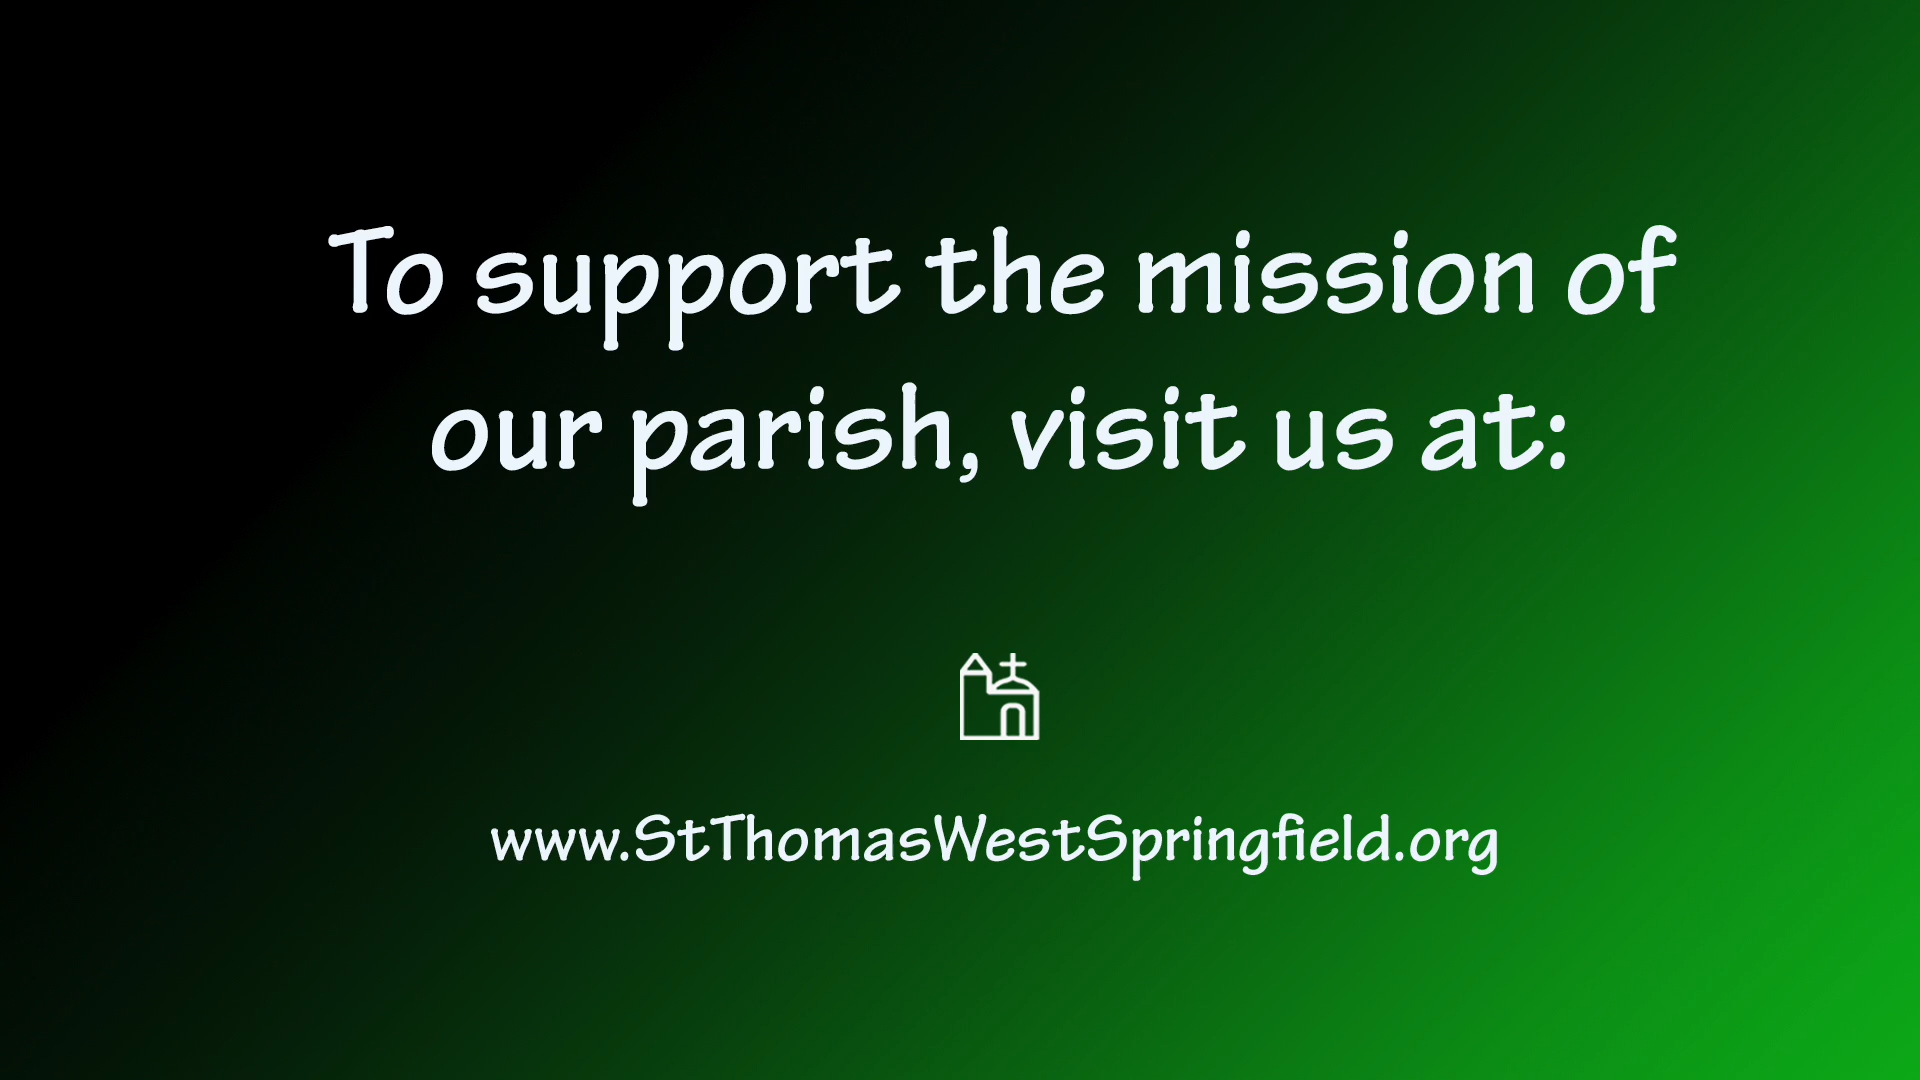 To support the mission of
our parish, visit us at:
www.StThomasWestSpringfield.org